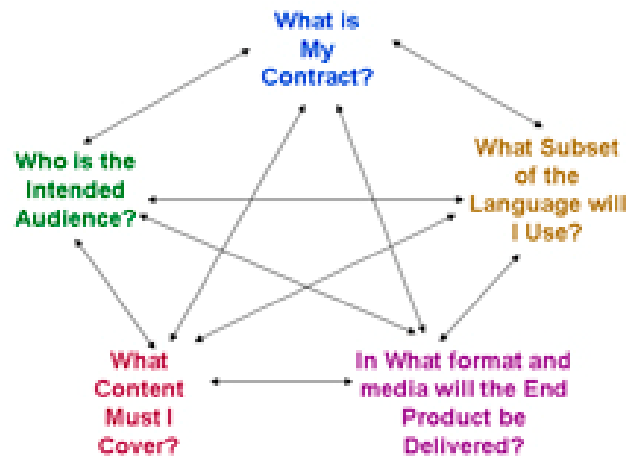 What is
My
Contract?
Who is the
Intended
Audience?
What Subset
of the
Language will
I Use?
What
Content
Must I
Cover?
In What format and
media will the End
Product be
Delivered?